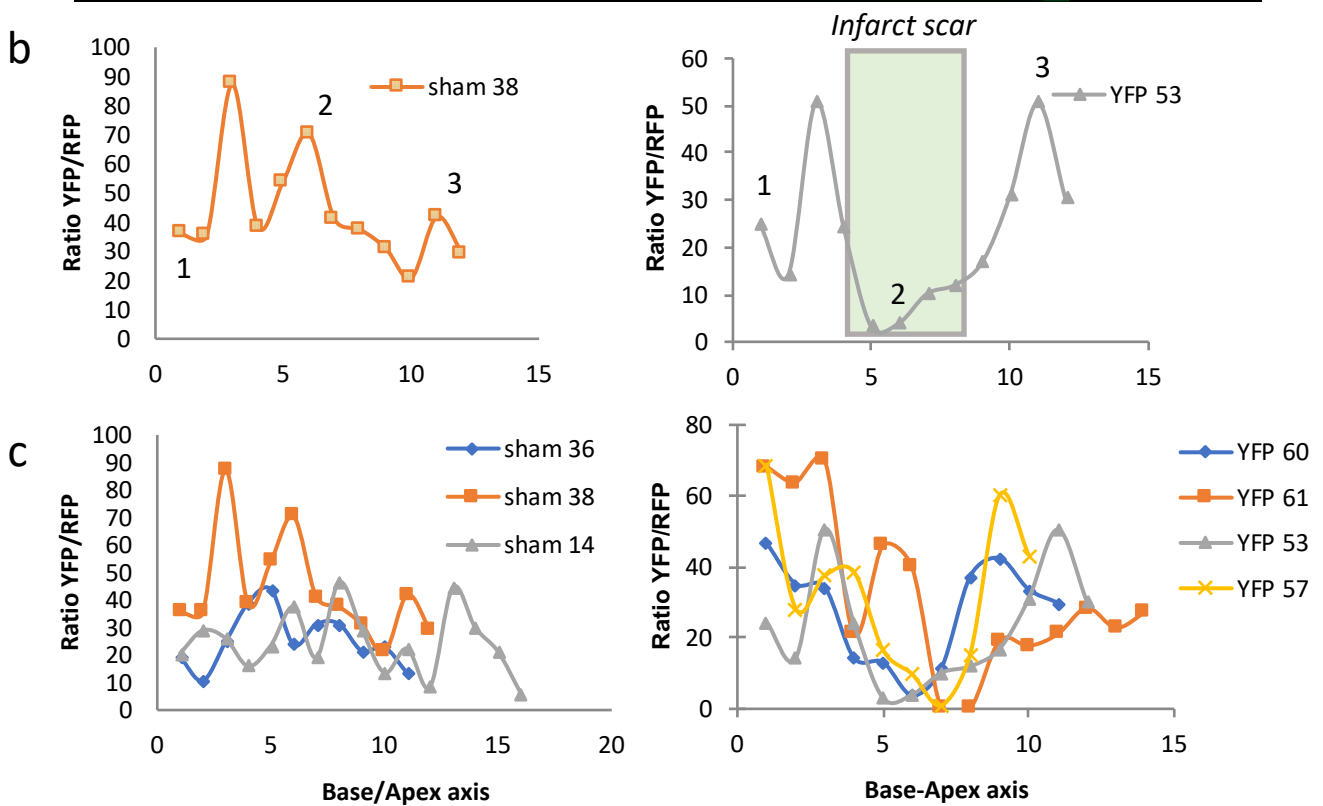 b
Ratio YFP/RFP
100
90
80
70
60
50
40
30
20
10
0
0 5 10 15
1
2
3
sham 38
Infarct scar
Ratio YFP/RFP
60
50
40
30
20
10
0
0 5 10 15
1
2
3
YFP 53
c
Ratio YFP/RFP
100
90
80
70
60
50
40
30
20
10
0
0 5 10 15 20
Base/Apex axis
sham 36
sham 38
sham 14
Ratio YFP/RFP
80
60
40
20
0
0 5 10 15
Base-Apex axis
YFP 60
YFP 61
YFP 53
YFP 57